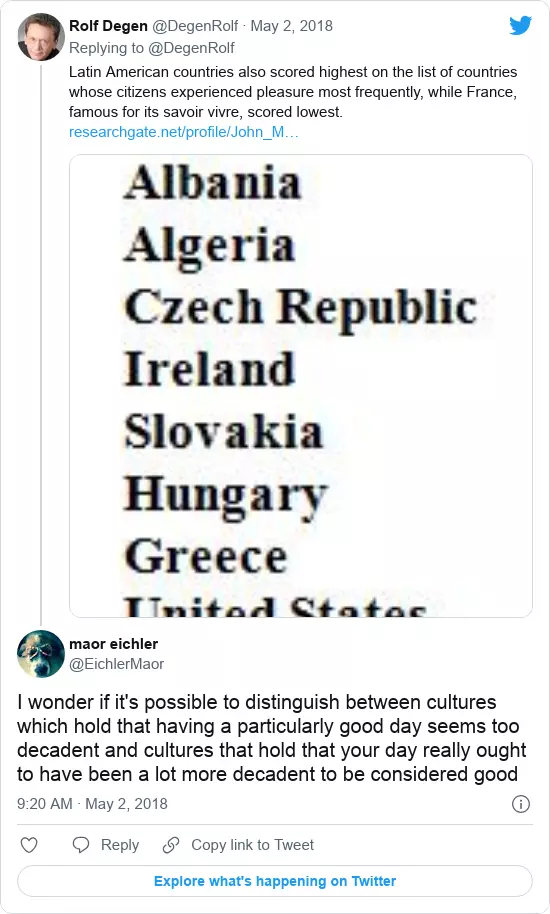 Rolf Degen @DegenRolf · May 2, 2018
Replying to @DegenRolf
Latin American countries also scored highest on the list of countries
whose citizens experienced pleasure most frequently, while France,
famous for its savoir vivre, scored lowest.
researchgate.net/profile/John_M…
Albania
Algeria
Czech Republic
Ireland
Slovakia
Hungary
Greece
United States
maor eichler
@EichlerMaor
I wonder if it's possible to distinguish between cultures
which hold that having a particularly good day seems too
decadent and cultures that hold that your day really ought
to have been a lot more decadent to be considered good
9:20 AM · May 2, 2018
Reply
Copy link to Tweet
Explore what's happening on Twitter